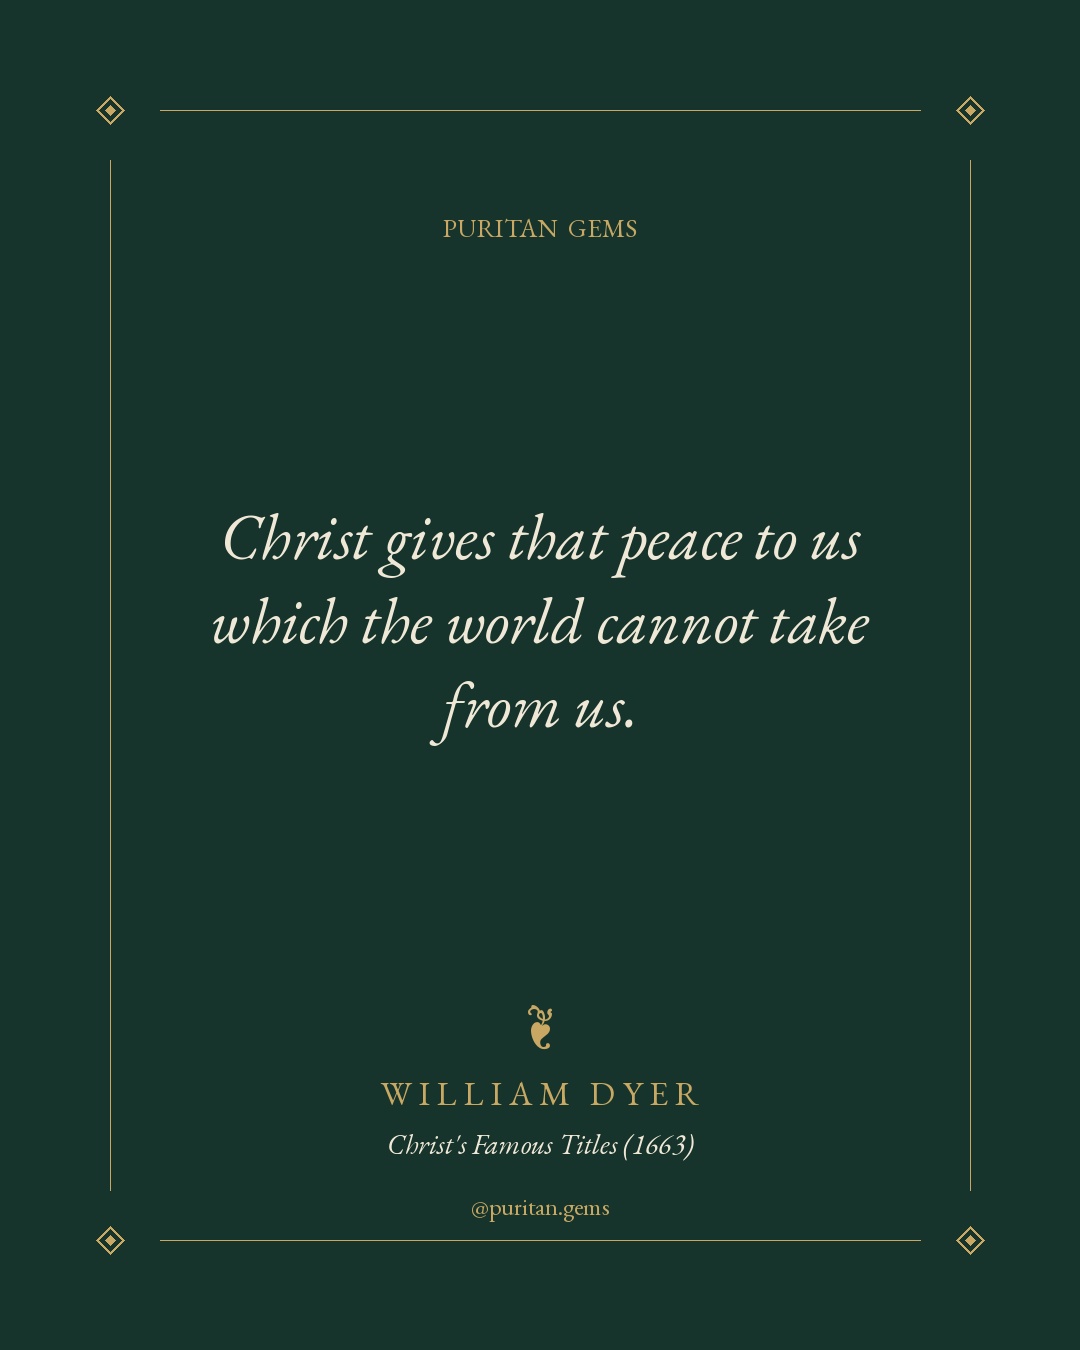 PURITAN GEMS
Christ gives that peace to us
which the world cannot take
from us.
WILLIAM DYER
Christ's Famous Titles (1663)
@puritan.gems